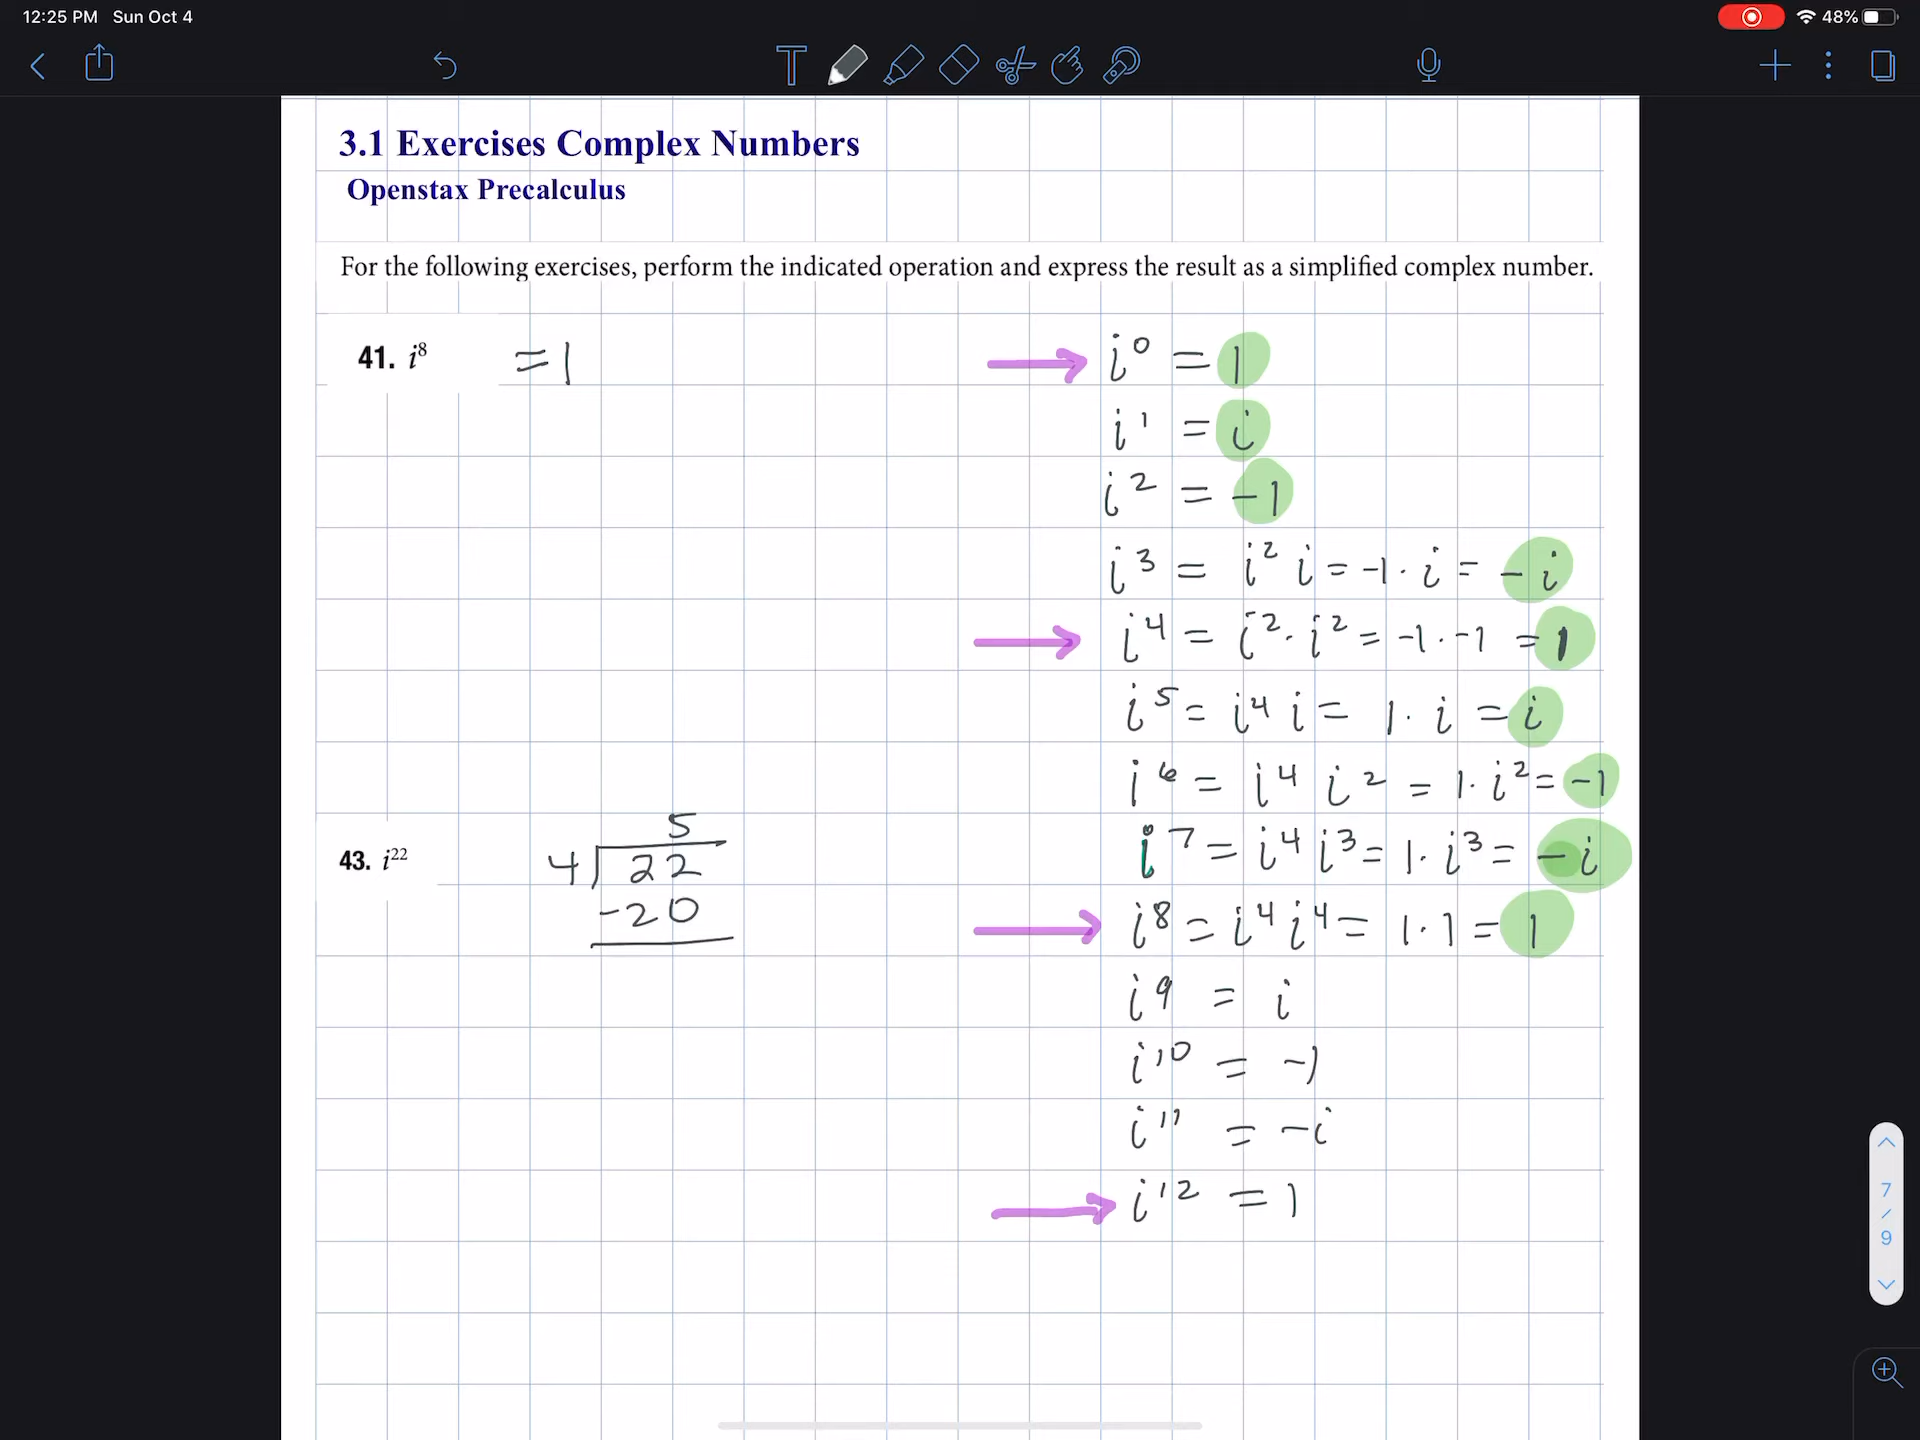 12:25 PM Sun Oct 4
48%
3.1 Exercises Complex Numbers
Openstax Precalculus
For the following exercises, perform the indicated operation and express the result as a simplified complex number.
41. i⁸ = 1
i⁰ = 1
i¹ = i
i² = -1
i³ = i² i = -1 · i = -i
i⁴ = i² · i² = -1 · -1 = 1
i⁵ = i⁴ i = 1 · i = i
i⁶ = i⁴ i² = 1 · i² = -1
i⁷ = i⁴ i³ = 1 · i³ = -i
i⁸ = i⁴ i⁴ = 1 · 1 = 1
i⁹ = i
i¹⁰ = -1
i¹¹ = -i
i¹² = 1
43. i²²
5
4 22
-20
7
/
9